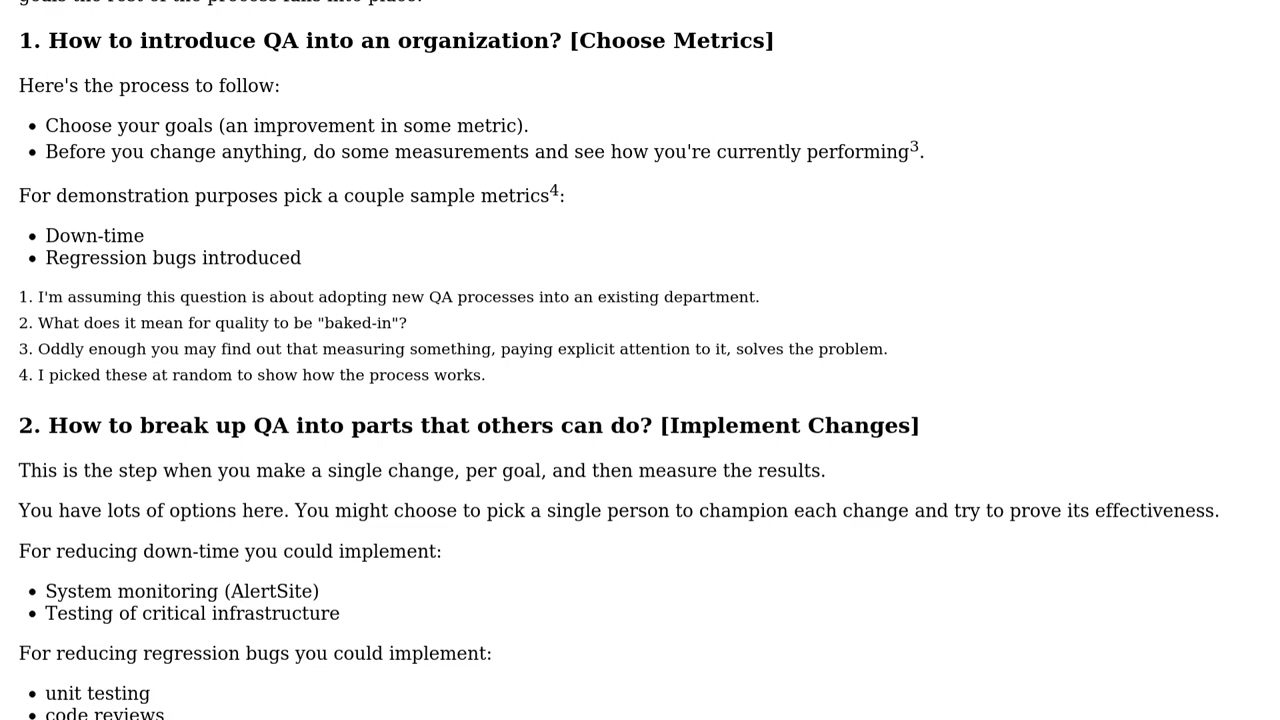 goals the rest of the process falls into place.
1. How to introduce QA into an organization? [Choose Metrics]
Here's the process to follow:
• Choose your goals (an improvement in some metric).
• Before you change anything, do some measurements and see how you're currently performing3.
For demonstration purposes pick a couple sample metrics4:
• Down-time
• Regression bugs introduced
1. I'm assuming this question is about adopting new QA processes into an existing department.
2. What does it mean for quality to be "baked-in"?
3. Oddly enough you may find out that measuring something, paying explicit attention to it, solves the problem.
4. I picked these at random to show how the process works.
2. How to break up QA into parts that others can do? [Implement Changes]
This is the step when you make a single change, per goal, and then measure the results.
You have lots of options here. You might choose to pick a single person to champion each change and try to prove its effectiveness.
For reducing down-time you could implement:
• System monitoring (AlertSite)
• Testing of critical infrastructure
For reducing regression bugs you could implement:
• unit testing
• code reviews